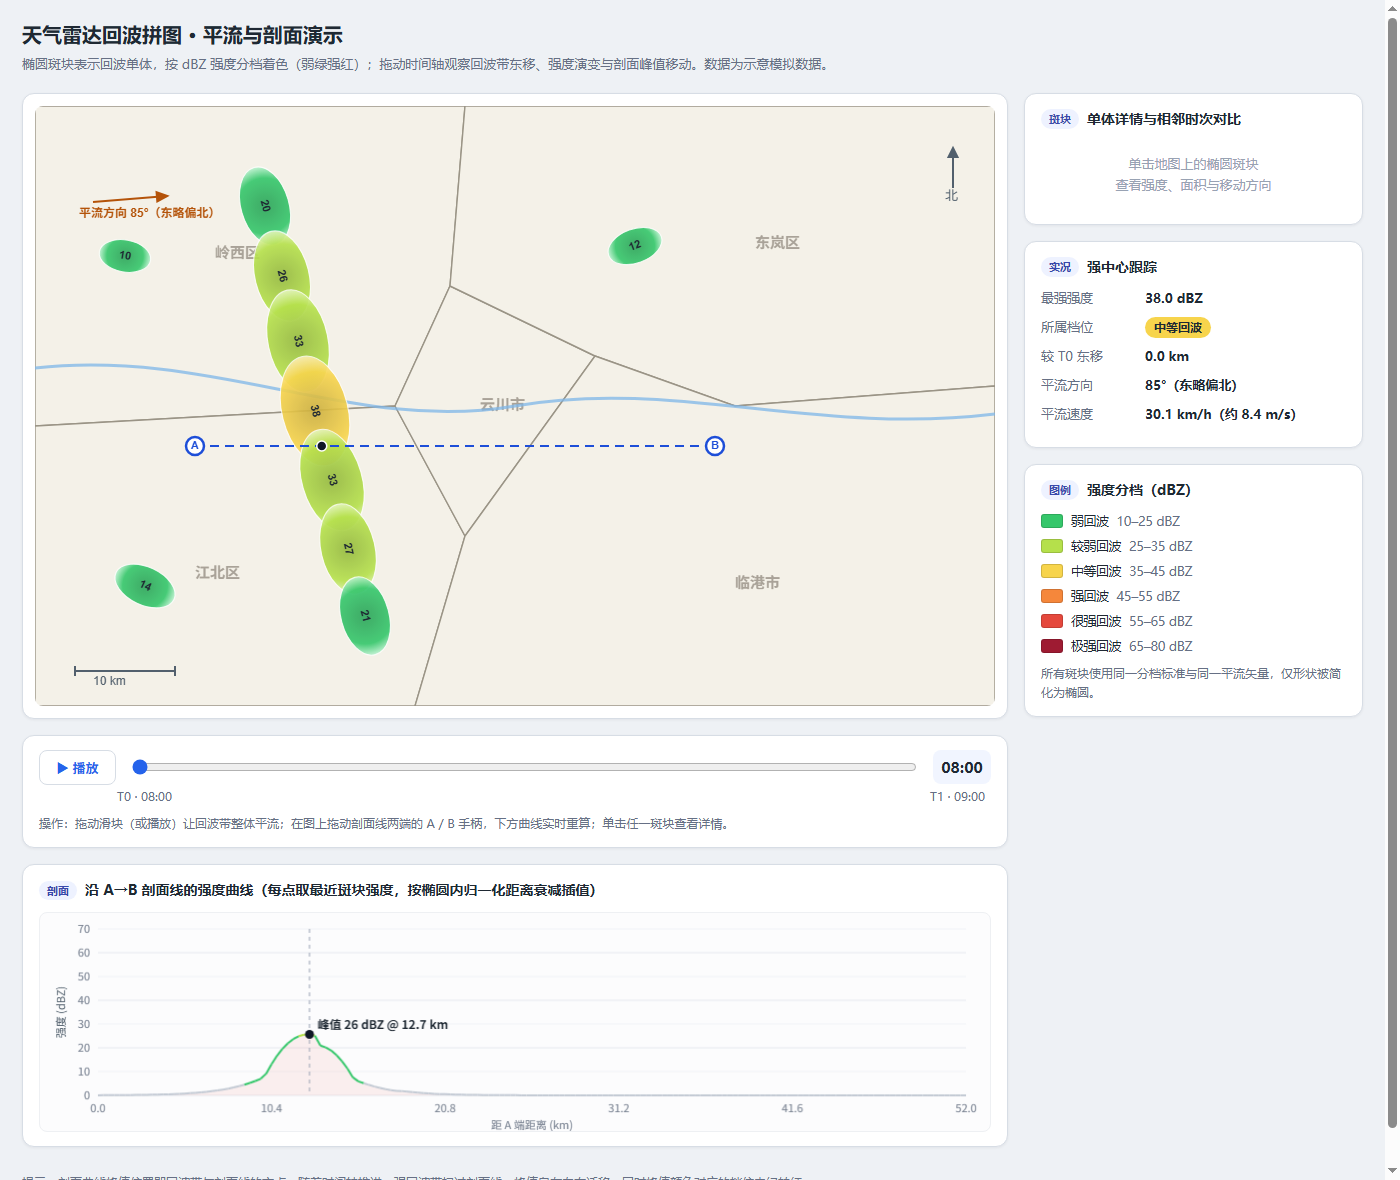 天气雷达回波拼图 · 平流与剖面演示
椭圆斑块表示回波单体，按 dBZ 强度分档着色（弱绿强红）；拖动时间轴观察回波带东移、强度演变与剖面峰值移动。数据为示意模拟数据。
北
平流方向 85°（东略偏北）
20
10
岭西区
26
12
东岚区
33
38
云川市
A
B
33
27
14
江北区
临港市
21
10 km
斑块 单体详情与相邻时次对比
单击地图上的椭圆斑块
查看强度、面积与移动方向
实况 强中心跟踪
最强强度 38.0 dBZ
所属档位 中等回波
较 T0 东移 0.0 km
平流方向 85°（东略偏北）
平流速度 30.1 km/h（约 8.4 m/s）
图例 强度分档（dBZ）
弱回波 10–25 dBZ
较弱回波 25–35 dBZ
中等回波 35–45 dBZ
强回波 45–55 dBZ
很强回波 55–65 dBZ
极强回波 65–80 dBZ
所有斑块使用同一分档标准与同一平流矢量，仅形状被简
化为椭圆。
▶ 播放 08:00
T0 · 08:00 T1 · 09:00
操作：拖动滑块（或播放）让回波带整体平流；在图上拖动剖面线两端的 A / B 手柄，下方曲线实时重算；单击任一斑块查看详情。
剖面 沿 A→B 剖面线的强度曲线（每点取最近斑块强度，按椭圆内归一化距离衰减插值）
70
60
50
40
30
20
10
0
强度 (dBZ)
峰值 26 dBZ @ 12.7 km
0.0 10.4 20.8 31.2 41.6 52.0
距 A 端距离 (km)